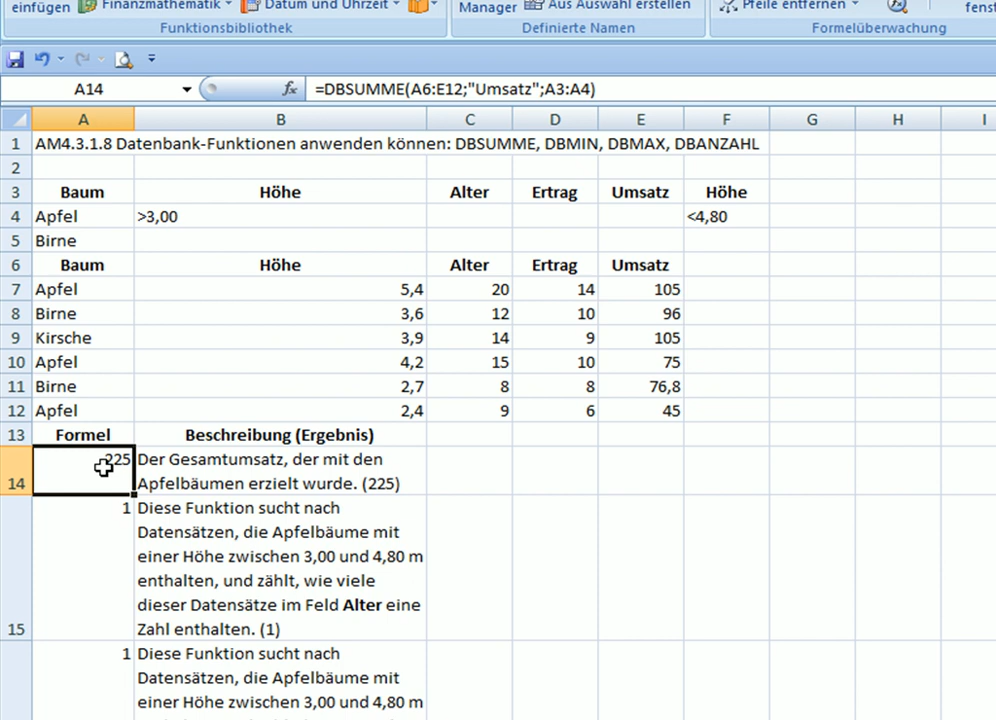 einfügen Finanzmathematik Datum und Uhrzeit Manager Aus Auswahl erstellen Pfeile entfernen
Funktionsbibliothek Definierte Namen Formelüberwachung
A14 fx =DBSUMME(A6:E12;"Umsatz";A3:A4)
A B C D E F G H I
1 AM4.3.1.8 Datenbank-Funktionen anwenden können: DBSUMME, DBMIN, DBMAX, DBANZAHL
2
3 Baum Höhe Alter Ertrag Umsatz Höhe
4 Apfel >3,00 <4,80
5 Birne
6 Baum Höhe Alter Ertrag Umsatz
7 Apfel 5,4 20 14 105
8 Birne 3,6 12 10 96
9 Kirsche 3,9 14 9 105
10 Apfel 4,2 15 10 75
11 Birne 2,7 8 8 76,8
12 Apfel 2,4 9 6 45
13 Formel Beschreibung (Ergebnis)
225 Der Gesamtumsatz, der mit den
14 Apfelbäumen erzielt wurde. (225)
1 Diese Funktion sucht nach
Datensätzen, die Apfelbäume mit
einer Höhe zwischen 3,00 und 4,80 m
enthalten, und zählt, wie viele
dieser Datensätze im Feld Alter eine
15 Zahl enthalten. (1)
1 Diese Funktion sucht nach
Datensätzen, die Apfelbäume mit
einer Höhe zwischen 3,00 und 4,80 m